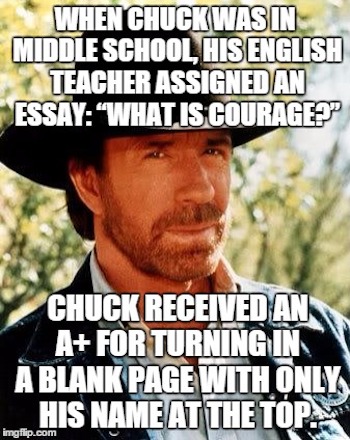 WHEN CHUCK WAS IN
MIDDLE SCHOOL, HIS ENGLISH
TEACHER ASSIGNED AN
ESSAY: “WHAT IS COURAGE?”
CHUCK RECEIVED AN
A+ FOR TURNING IN
A BLANK PAGE WITH ONLY
HIS NAME AT THE TOP.
imgflip.com